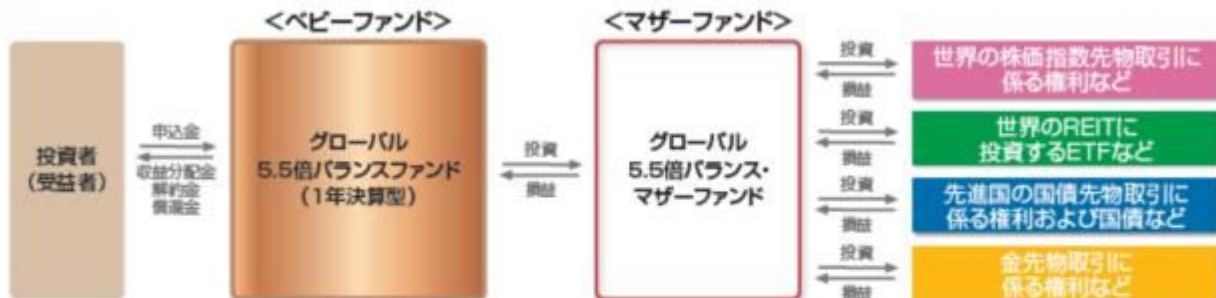 <ベビーファンド>
<マザーファンド>
投資者
(受益者)
申込金
収益分配金
解約金
償還金
グローバル
5.5倍バランスファンド
(1年決算型)
投資
損益
グローバル
5.5倍バランス・
マザーファンド
投資
損益
世界の株価指数先物取引に
係る権利など
投資
損益
世界のREITに
投資するETFなど
投資
損益
先進国の国債先物取引に
係る権利および国債など
投資
損益
金先物取引に
係る権利など